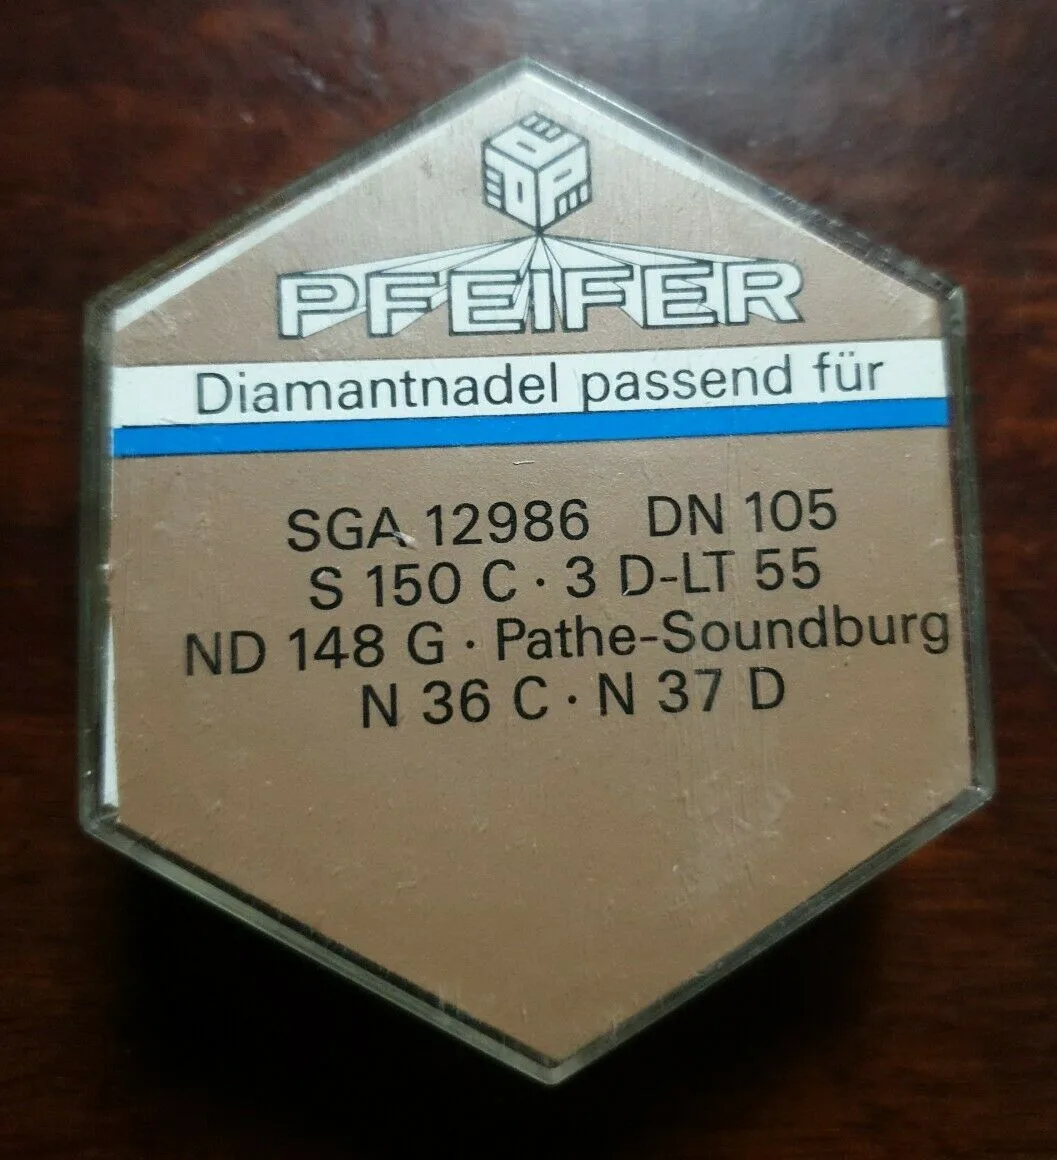 PFEIFER
Diamantnadel passend für
SGA 12986 DN 105
S 150 C · 3 D-LT 55
ND 148 G · Pathe-Soundburg
N 36 C · N 37 D